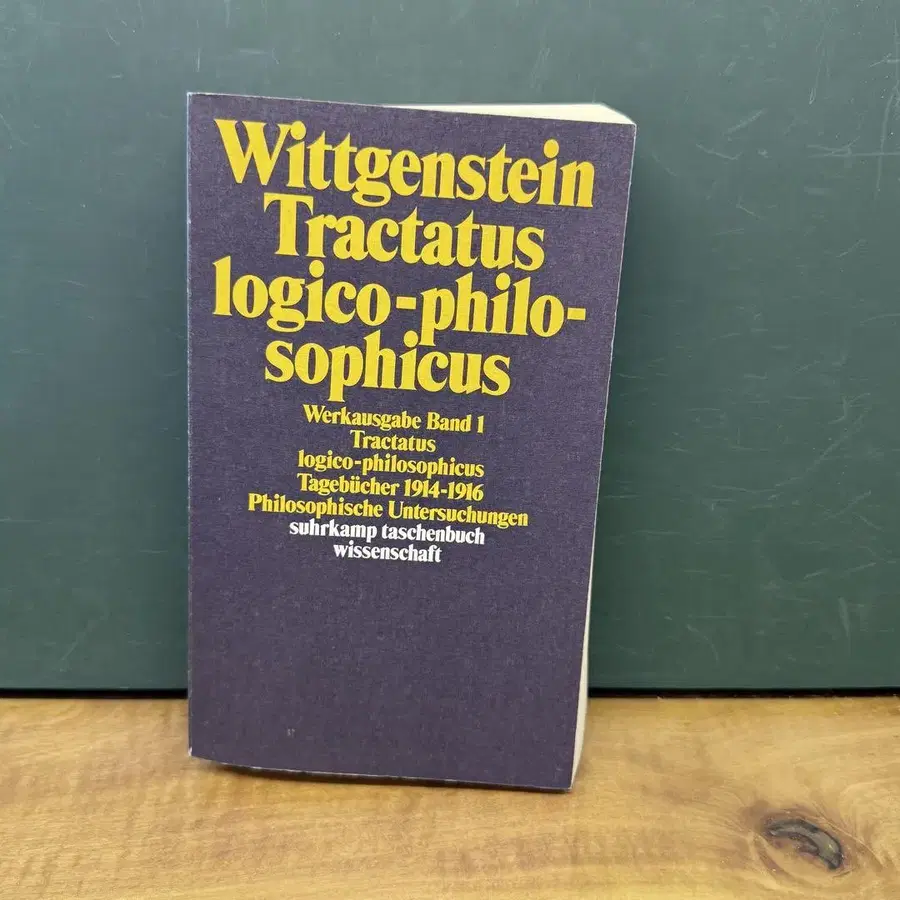 Wittgenstein
Tractatus
logico-philo-
sophicus
Werkausgabe Band 1
Tractatus
logico-philosophicus
Tagebücher 1914-1916
Philosophische Untersuchungen
suhrkamp taschenbuch
wissenschaft